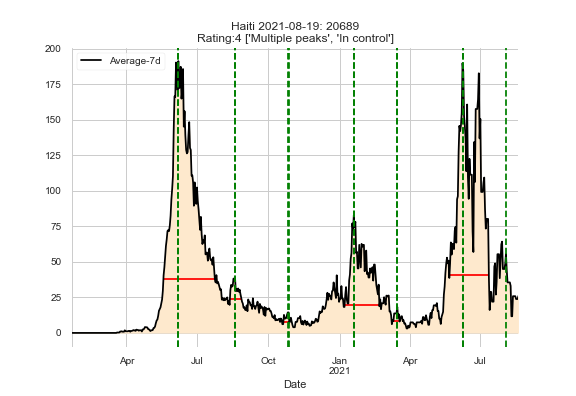 Haiti 2021-08-19: 20689
Rating:4 ['Multiple peaks', 'In control']
Average-7d
200
175
150
125
100
75
50
25
0
Apr Jul Oct Jan Apr Jul
2021
Date